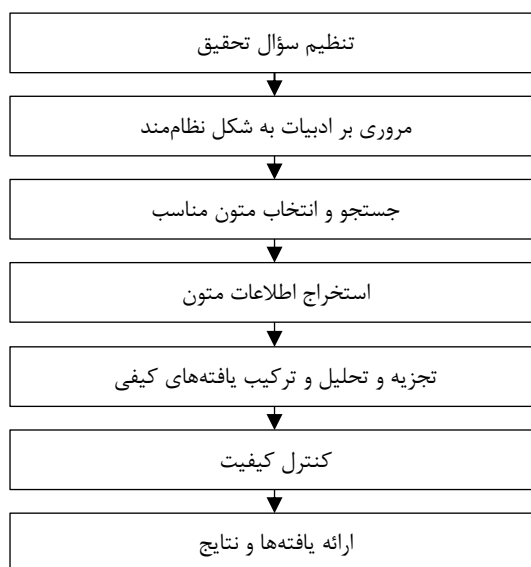 تنظیم سؤال تحقیق
مروری بر ادبیات به شکل نظام‌مند
جستجو و انتخاب متون مناسب
استخراج اطلاعات متون
تجزیه و تحلیل و ترکیب یافته‌های کیفی
کنترل کیفیت
ارائه یافته‌ها و نتایج